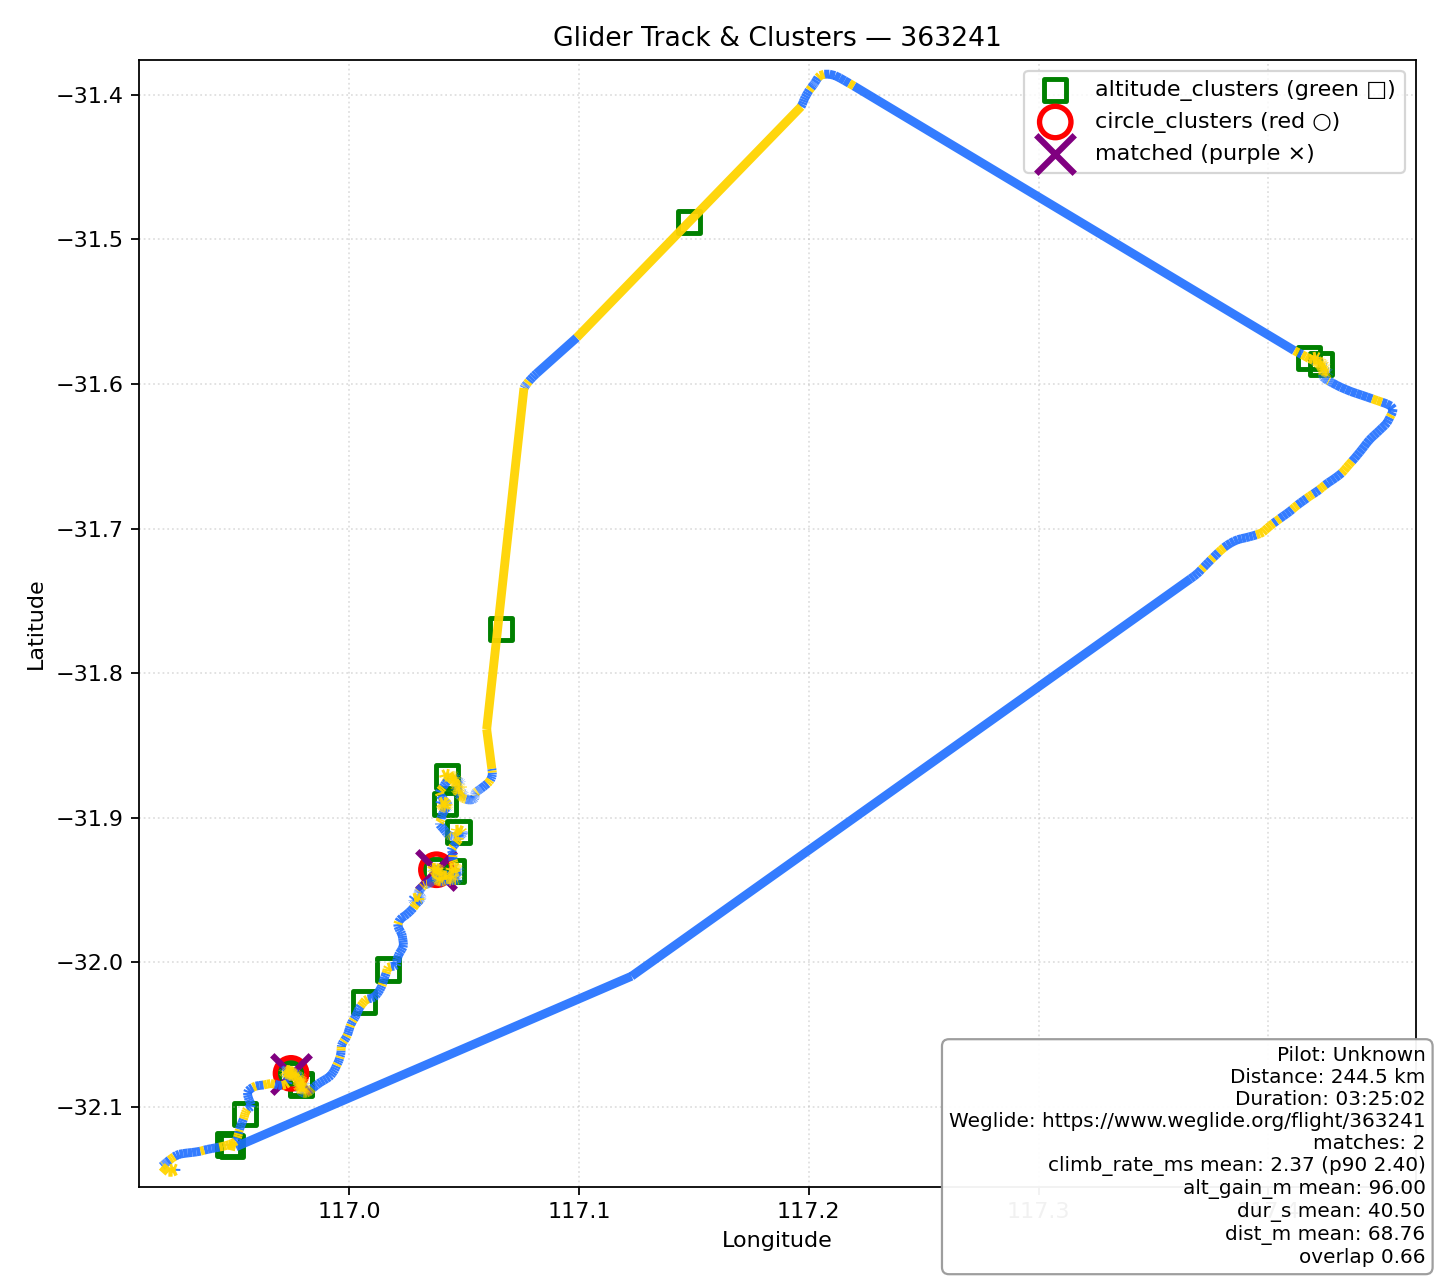 Glider Track & Clusters — 363241
altitude_clusters (green □)
circle_clusters (red ○)
matched (purple ×)
−31.4
−31.5
−31.6
−31.7
−31.8
−31.9
−32.0
−32.1
Latitude
117.0
117.1
117.2
117.3
Longitude
Pilot: Unknown
Distance: 244.5 km
Duration: 03:25:02
Weglide: https://www.weglide.org/flight/363241
matches: 2
climb_rate_ms mean: 2.37 (p90 2.40)
alt_gain_m mean: 96.00
dur_s mean: 40.50
dist_m mean: 68.76
overlap 0.66